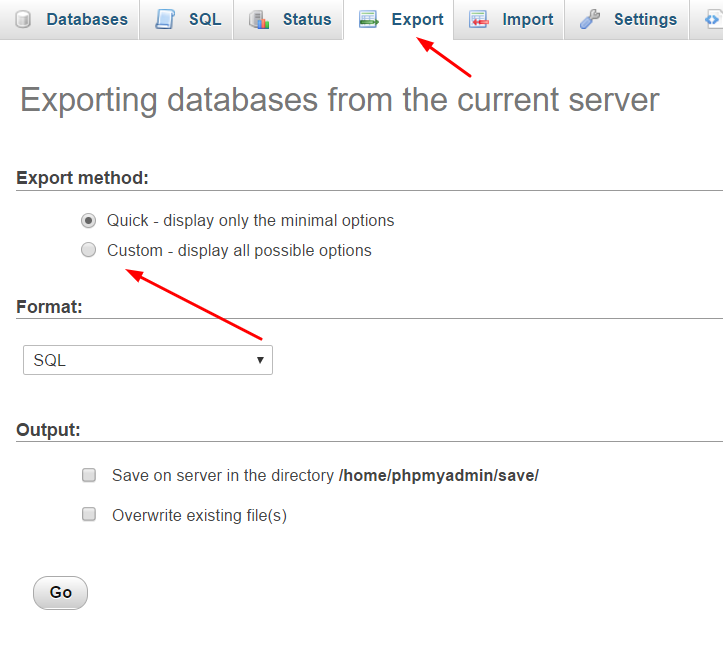 Databases SQL Status Export Import Settings
Exporting databases from the current server
Export method:
Quick - display only the minimal options
Custom - display all possible options
Format:
SQL
Output:
Save on server in the directory /home/phpmyadmin/save/
Overwrite existing file(s)
Go